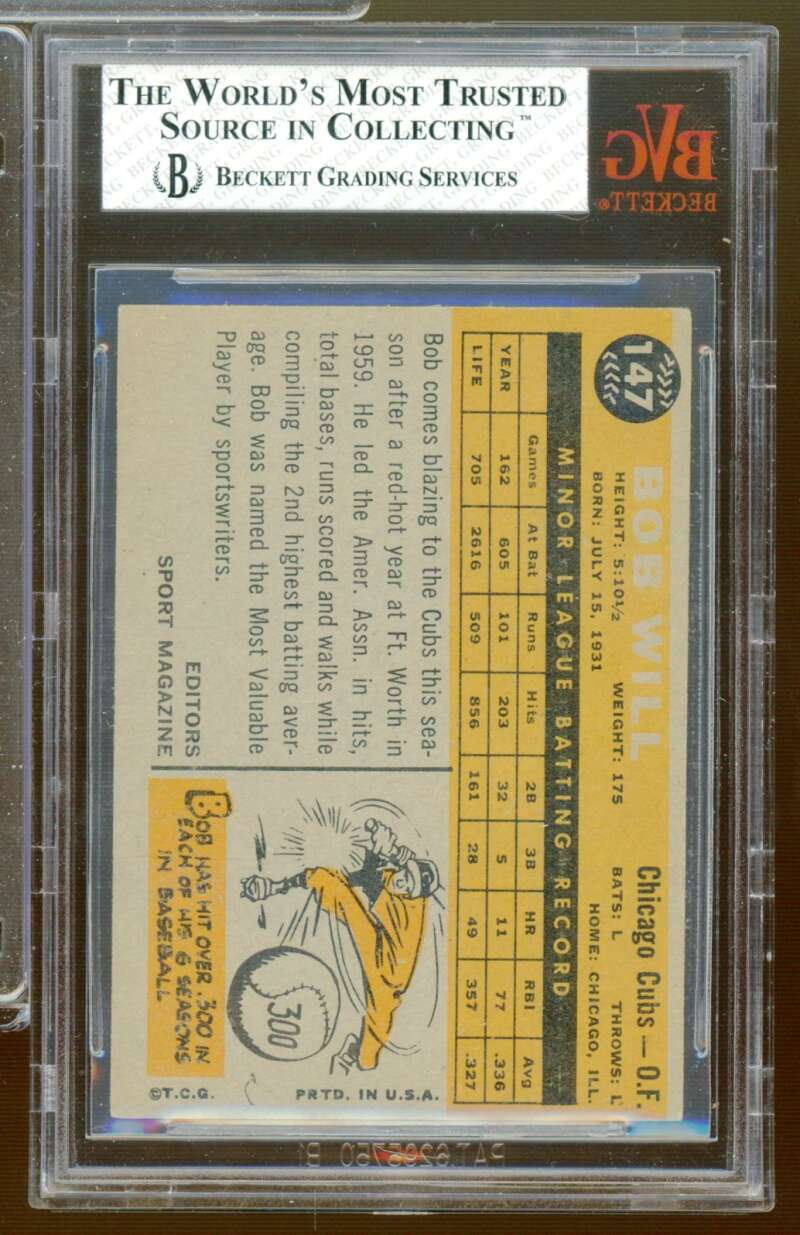 THE WORLD'S MOST TRUSTED
SOURCE IN COLLECTING™
B BECKETT GRADING SERVICES
BVG
BECKETT®
147
BOB WILL
Chicago Cubs — O.F.
HEIGHT: 5:10½ WEIGHT: 175 BATS: L THROWS: L
BORN: JULY 15, 1931 HOME: CHICAGO, ILL.
MINOR LEAGUE BATTING RECORD
Games At Bat Runs Hits 2B 3B HR RBI Avg
YEAR 162 605 101 203 32 5 11 77 .336
LIFE 705 2616 509 856 161 28 49 357 .327
Bob comes blazing to the Cubs this sea-
son after a red-hot year at Ft. Worth in
1959. He led the Amer. Assn. in hits,
total bases, runs scored and walks while
compiling the 2nd highest batting aver-
age. Bob was named the Most Valuable
Player by sportswriters.
EDITORS
SPORT MAGAZINE
300
BOB HAS HIT OVER .300 IN
EACH OF HIS 6 SEASONS
IN BASEBALL
©T.C.G. PRTD. IN U.S.A.